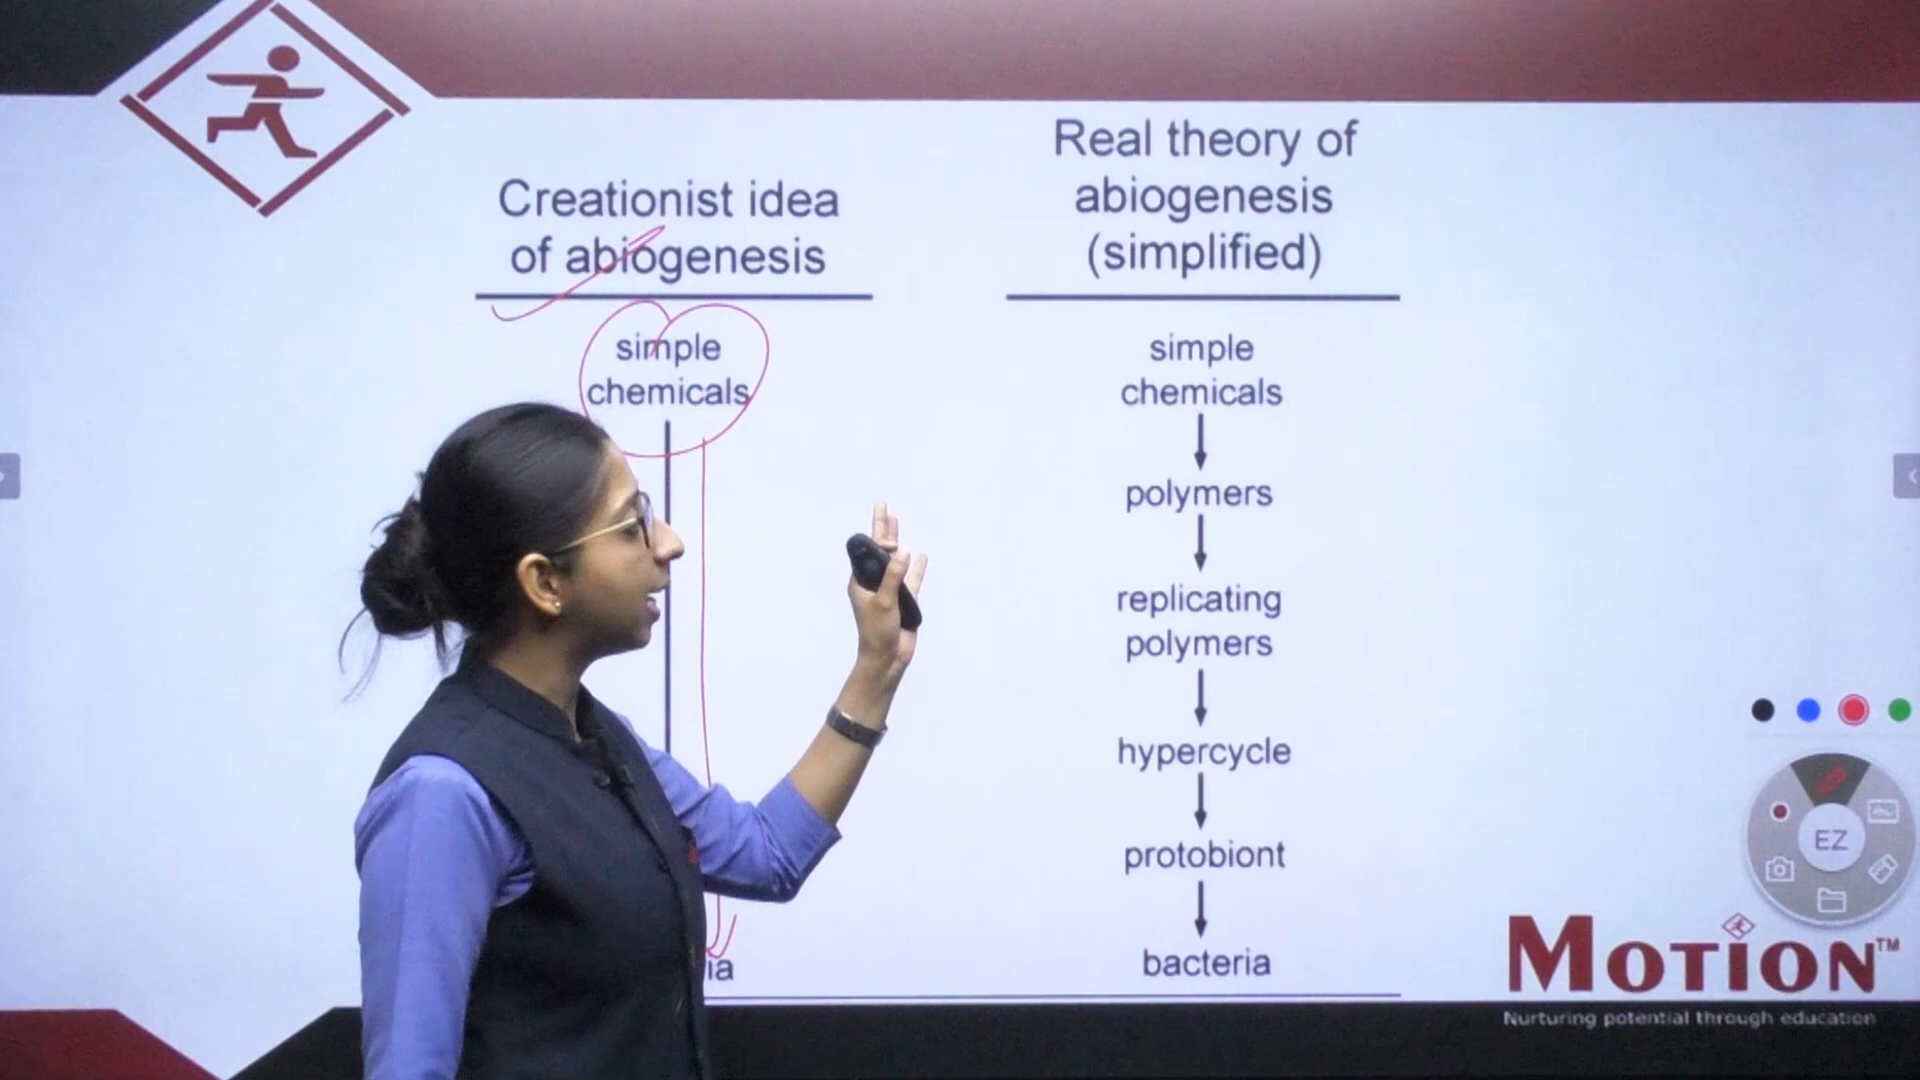 Creationist idea
of abiogenesis
simple
chemicals
ia
Real theory of
abiogenesis
(simplified)
simple
chemicals
polymers
replicating
polymers
hypercycle
protobiont
bacteria
EZ
MOTION™
Nurturing potential through education